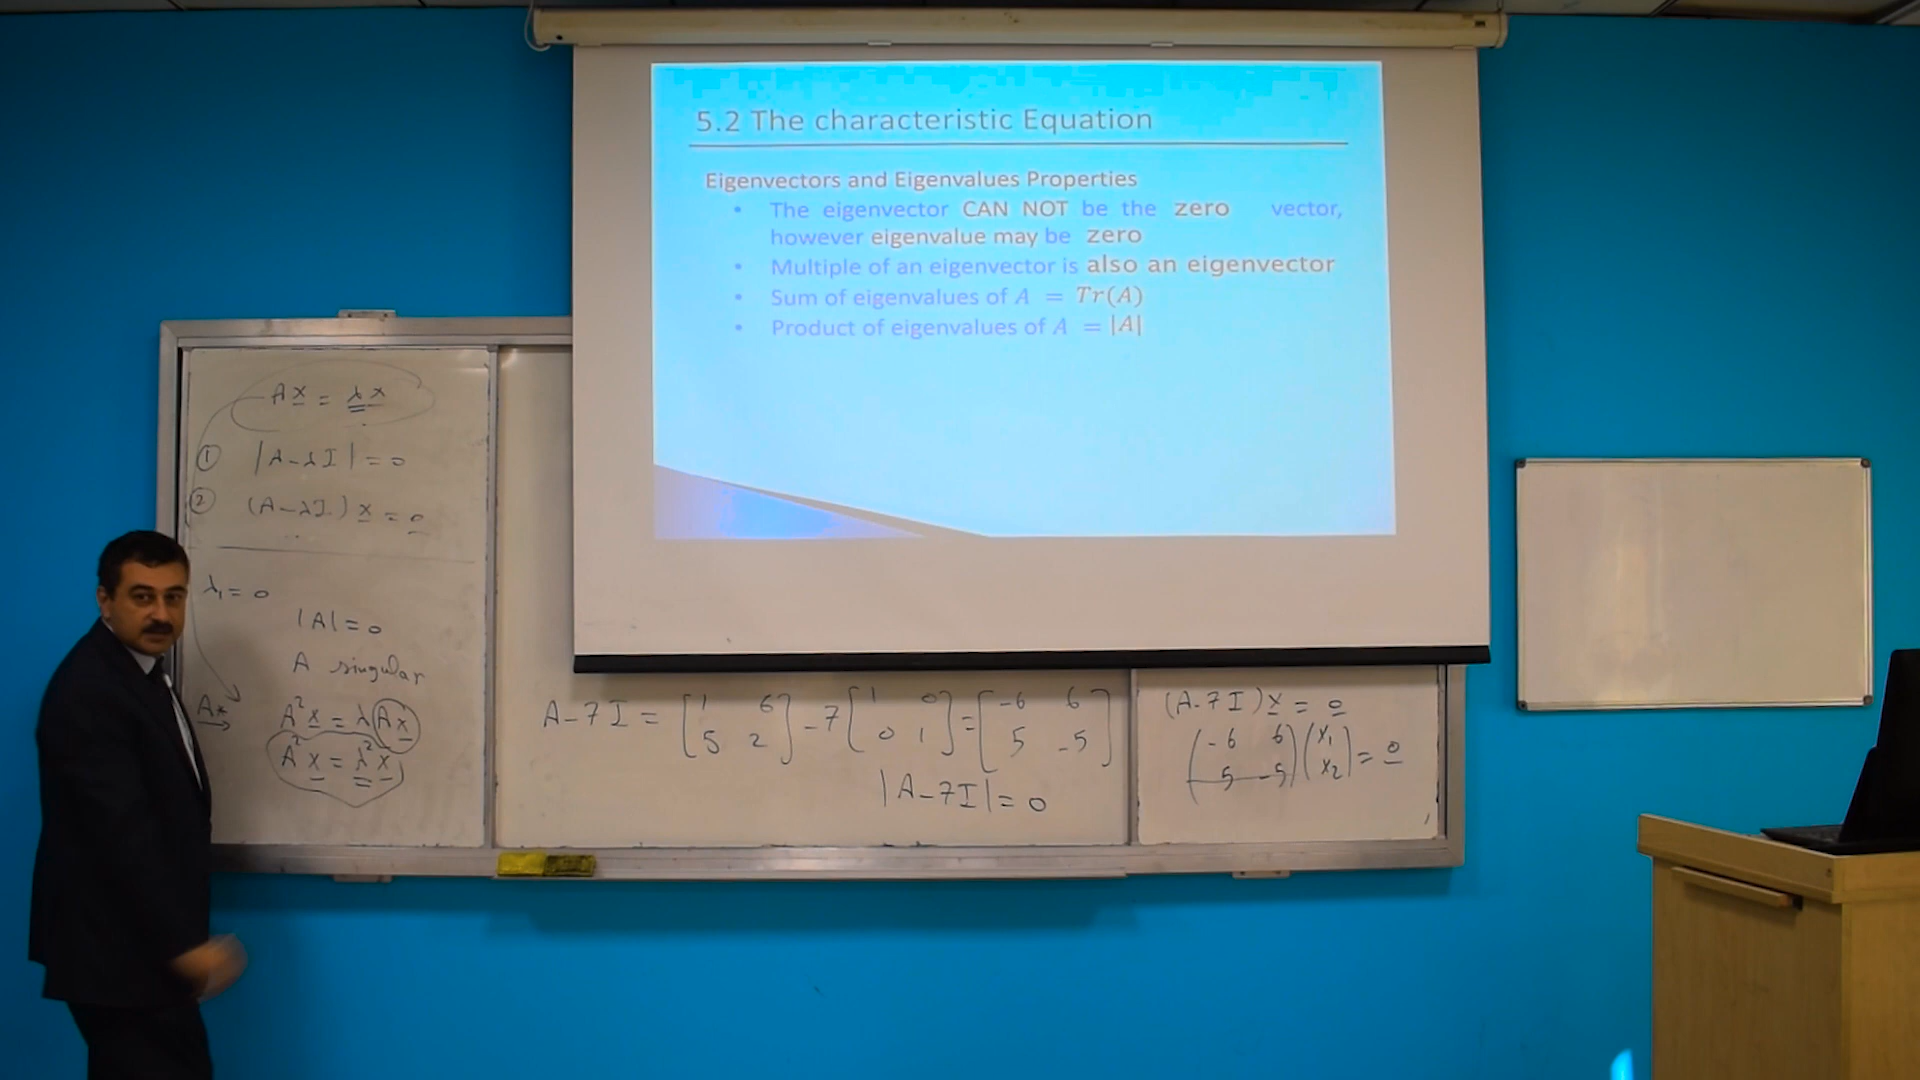 5.2 The characteristic Equation
Eigenvectors and Eigenvalues Properties
• The eigenvector CAN NOT be the zero vector,
however eigenvalue may be zero
• Multiple of an eigenvector is also an eigenvector
• Sum of eigenvalues of A = Tr(A)
• Product of eigenvalues of A = |A|
Ax = λx
① |A-λI| = 0
② (A-λI) x = 0
λ₁ = 0
|A| = 0
A singular
Ax
A²x = λAx
A²x = λ²x
A-7I = [1 6; 5 2] - 7 [1 0; 0 1] = [-6 6; 5 -5]
|A-7I| = 0
(A-7I) x = 0
(-6 6; 5 -5) (x₁; x₂) = 0